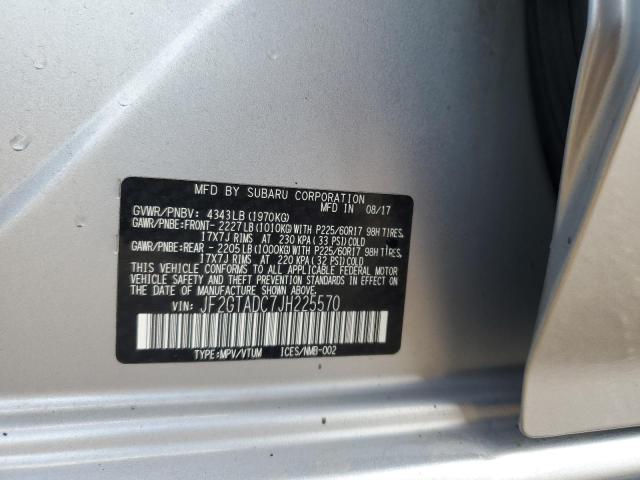 MFD BY SUBARU CORPORATION
MFD. IN 08/17
GVWR/PNBV: 4343LB (1970KG)
GAWR/PNBE:FRONT- 2227LB (1010KG) WITH P225/60R17 98H TIRES,
17X7J RIMS AT 230 KPA (33 PSI) COLD
GAWR/PNBE:REAR - 2205LB (1000KG) WITH P225/60R17 98H TIRES,
17X7J RIMS AT 220 KPA (32 PSI) COLD
THIS VEHICLE CONFORMS TO ALL APPLICABLE FEDERAL MOTOR
VEHICLE SAFETY AND THEFT PREVENTION STANDARDS IN EFFECT
ON THE DATE OF MANUFACTURE SHOWN ABOVE.
VIN: JF2GTADC7JH225570
TYPE:MPV/VTUM ICES/NMB-002